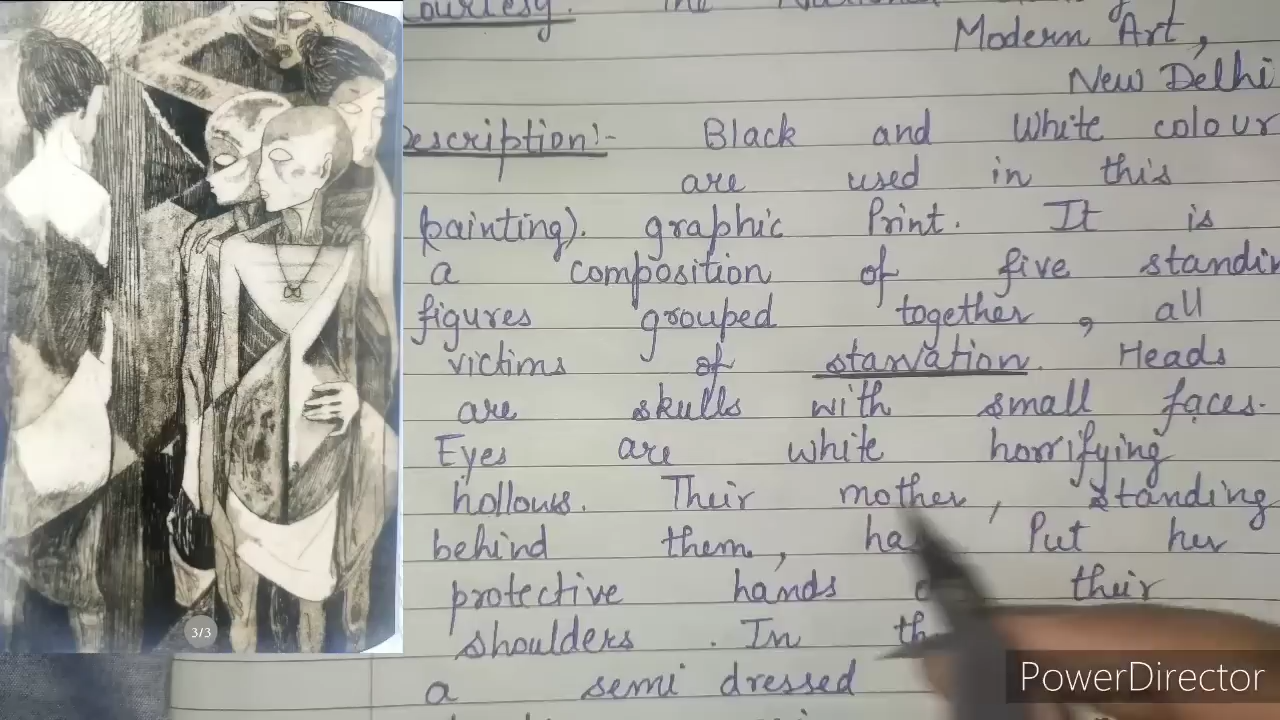 ourtesy:
Modern Art,
New Delhi
escription:- Black and White colour
are used in this
(painting). graphic Print. It is
a composition of five standin
figures grouped together, all
victims of starvation. Heads
are skulls with small faces.
Eyes are white horrifying
hollows. Their mother, standing
behind them, ha Put her
protective hands their
shoulders. In th
a semi dressed
3/3
PowerDirector